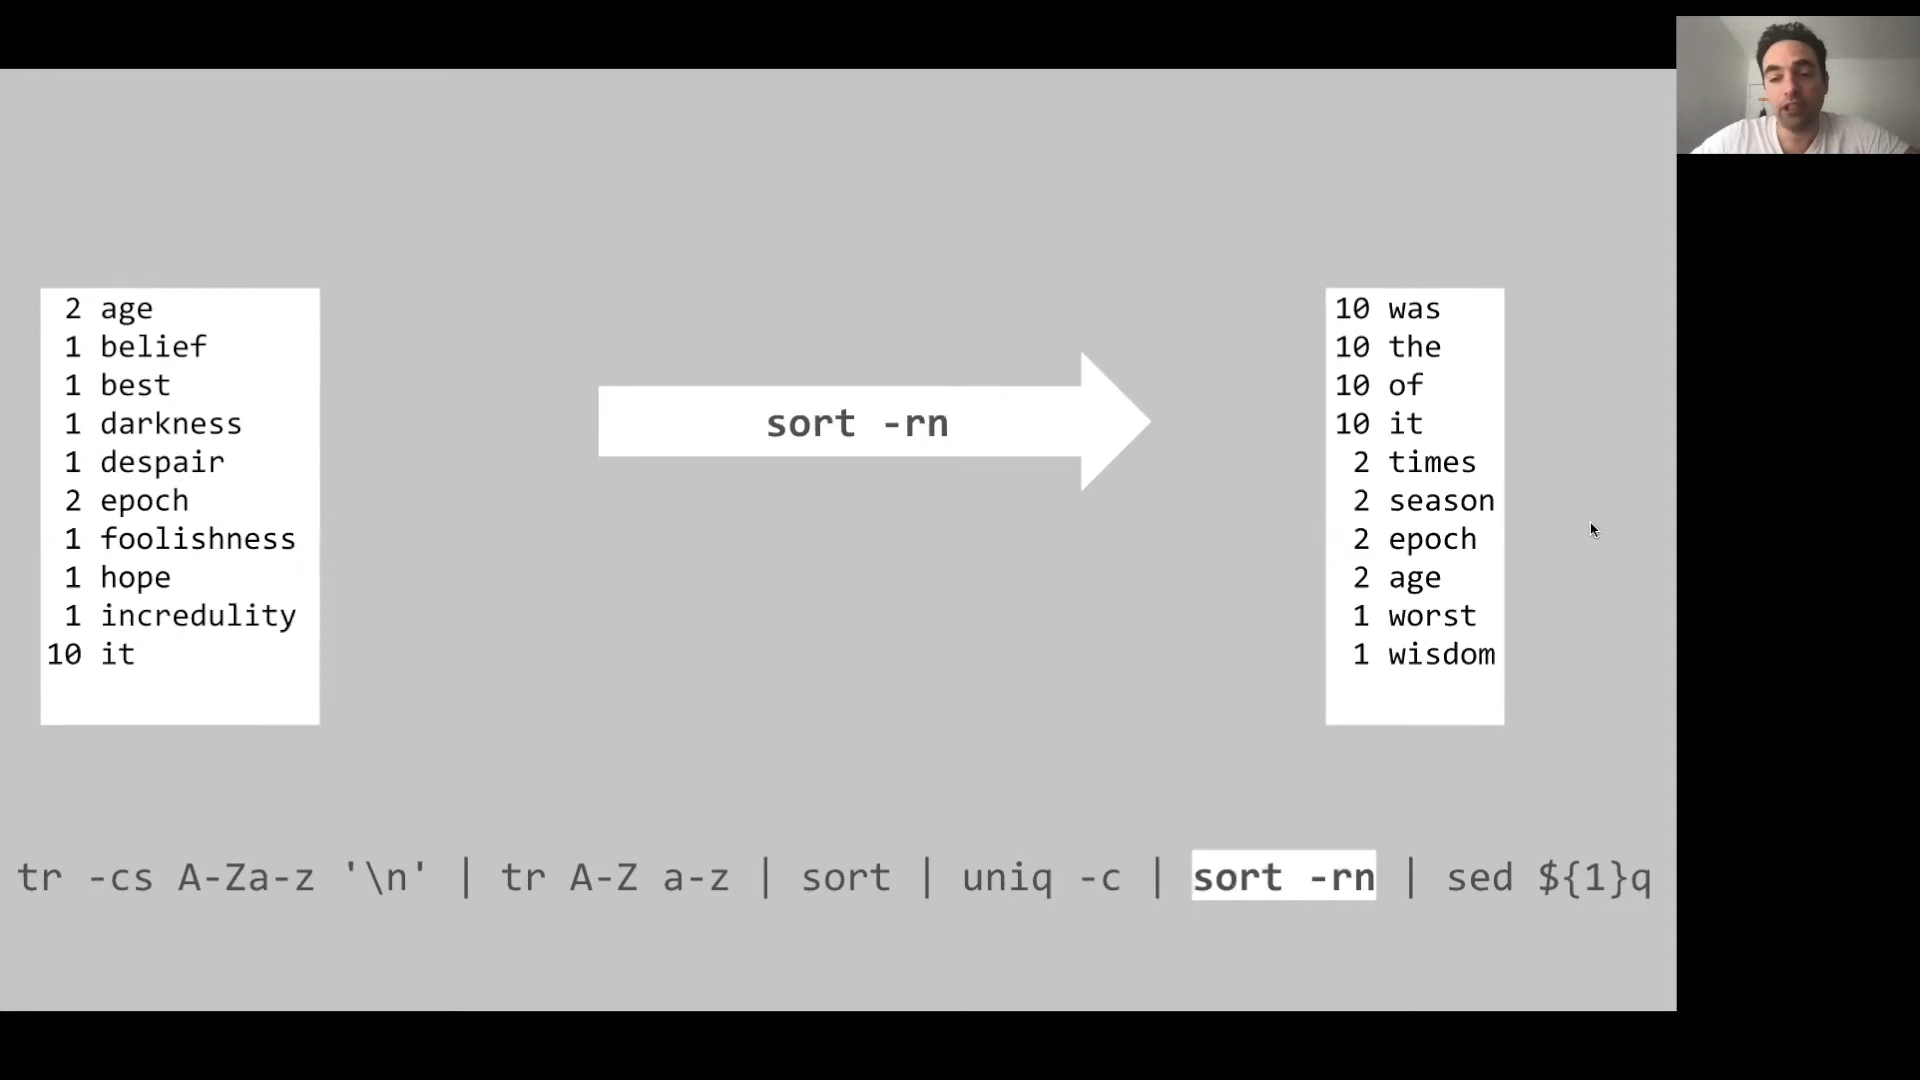 2 age
1 belief
1 best
1 darkness
1 despair
2 epoch
1 foolishness
1 hope
1 incredulity
10 it
sort -rn
10 was
10 the
10 of
10 it
2 times
2 season
2 epoch
2 age
1 worst
1 wisdom
tr -cs A-Za-z '\n' | tr A-Z a-z | sort | uniq -c | sort -rn | sed ${1}q